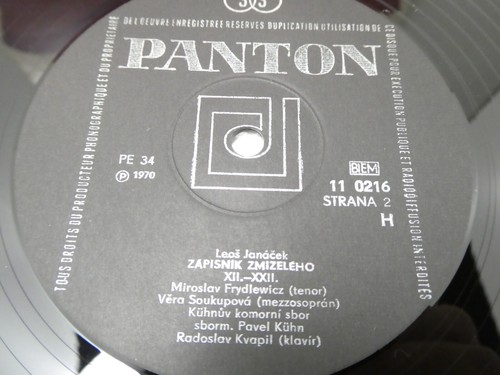 33
DE L'OEUVRE ENREGISTREE RESERVES DUPLICATION UTILISATION DE
CE DISQUE POUR EXECUTION PUBLIQUE ET RADIODIFFUSION INTERDITES
TOUS DROITS DU PRODUCTEUR PHONOGRAPHIQUE ET DU PROPRIETAIRE
PANTON
PE 34
Ⓟ 1970
BIEM
11 0216
STRANA 2
H
Leoš Janáček
ZÁPISNÍK ZMIZELÉHO
XII.—XXII.
Miroslav Frydlewicz (tenor)
Věra Soukupová (mezzosoprán)
Kühnův komorní sbor
sborm. Pavel Kühn
Radoslav Kvapil (klavír)